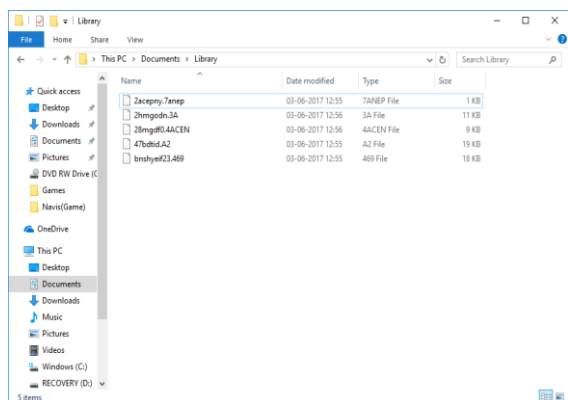 Library
File Home Share View
This PC > Documents > Library
Search Library
Name Date modified Type Size
2acepny.7anep 03-06-2017 12:55 7ANEP File 1 KB
2hmgodn.3A 03-06-2017 12:56 3A File 11 KB
28mgdf0.4ACEN 03-06-2017 12:56 4ACEN File 9 KB
47bdtid.A2 03-06-2017 12:55 A2 File 19 KB
bnshyeif23.469 03-06-2017 12:55 469 File 18 KB
Quick access
Desktop
Downloads
Documents
Pictures
DVD RW Drive (
Games
Navis(Game)
OneDrive
This PC
Desktop
Documents
Downloads
Music
Pictures
Videos
Windows (C:)
RECOVERY (D:)
5 items